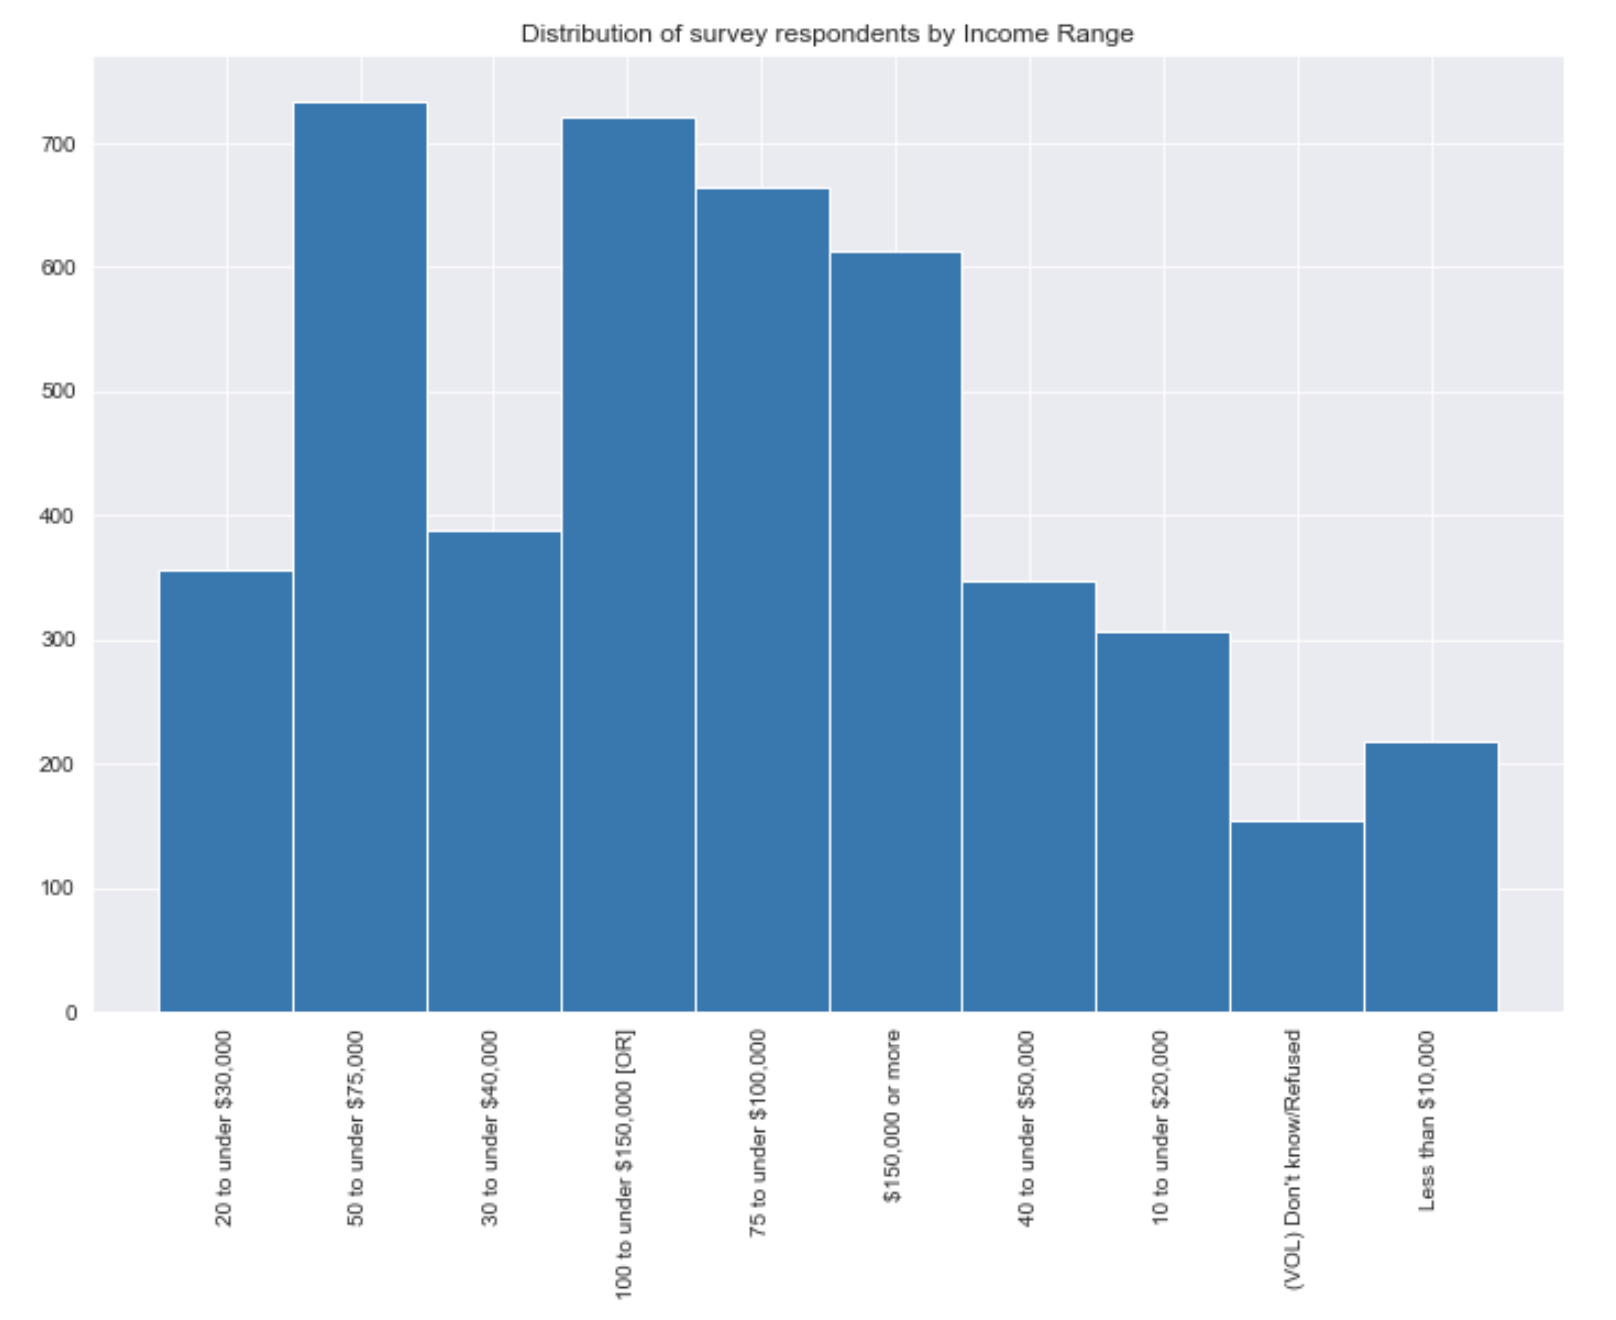 Distribution of survey respondents by Income Range
700
600
500
400
300
200
100
0
20 to under $30,000
50 to under $75,000
30 to under $40,000
100 to under $150,000 [OR]
75 to under $100,000
$150,000 or more
40 to under $50,000
10 to under $20,000
(VOL) Don't know/Refused
Less than $10,000